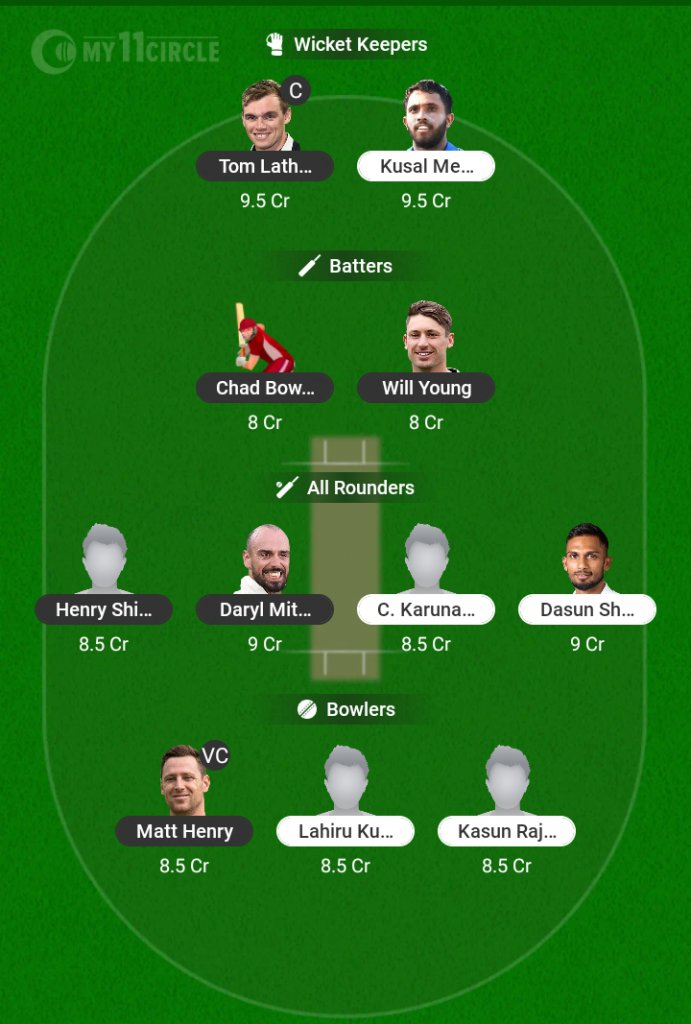 MY11CIRCLE
Wicket Keepers
C
Tom Lath...
Kusal Me...
9.5 Cr
9.5 Cr
Batters
Chad Bow...
Will Young
8 Cr
8 Cr
All Rounders
Henry Shi...
Daryl Mit...
C. Karuna...
Dasun Sh...
8.5 Cr
9 Cr
8.5 Cr
9 Cr
Bowlers
VC
Matt Henry
Lahiru Ku...
Kasun Raj...
8.5 Cr
8.5 Cr
8.5 Cr